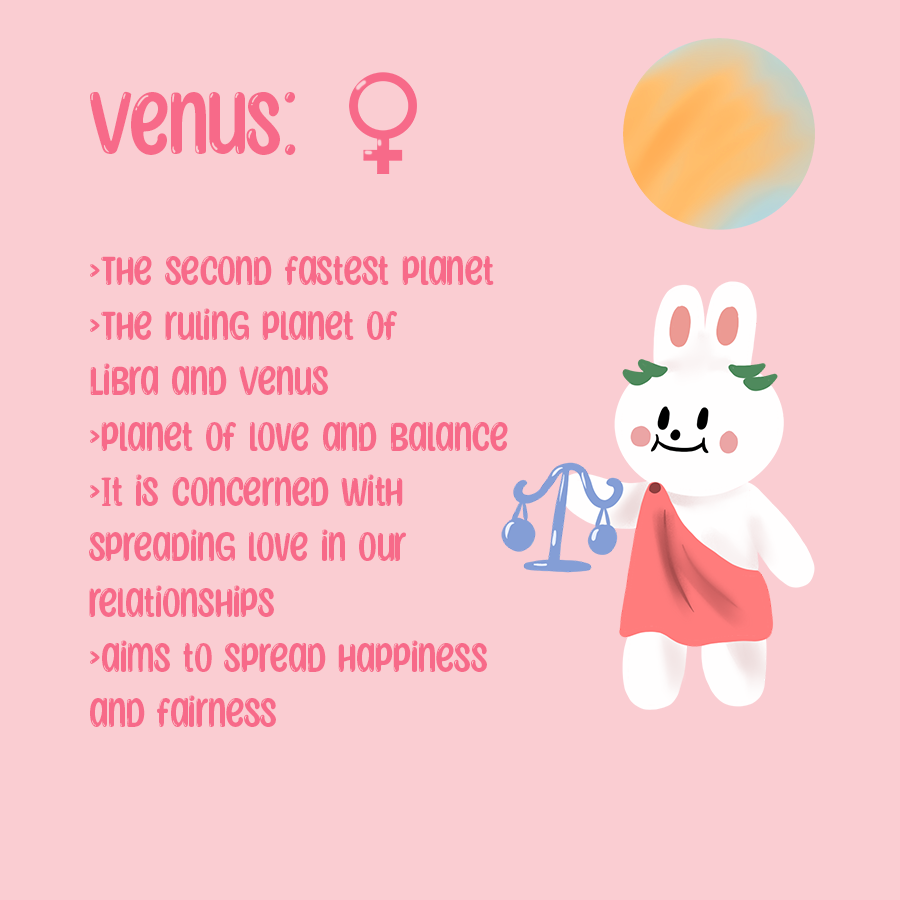 Venus: ♀
>The second fastest planet
>The ruling planet of
Libra and Venus
>planet of love and Balance
>It is concerned with
spreading love in our
relationships
>aims to spread happiness
and fairness